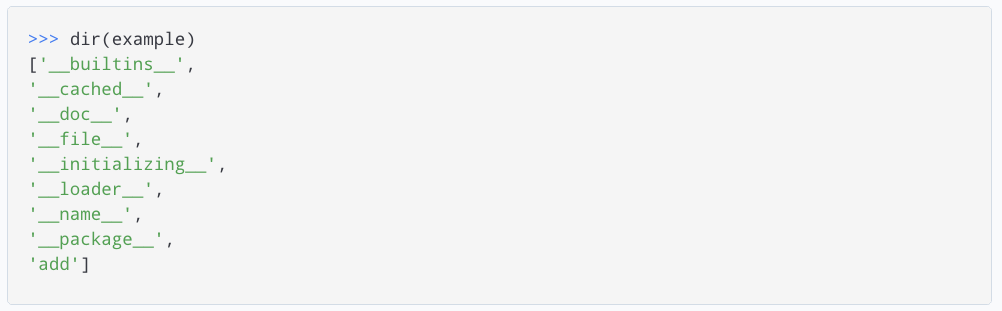 >>> dir(example)
['__builtins__',
'__cached__',
'__doc__',
'__file__',
'__initializing__',
'__loader__',
'__name__',
'__package__',
'add']